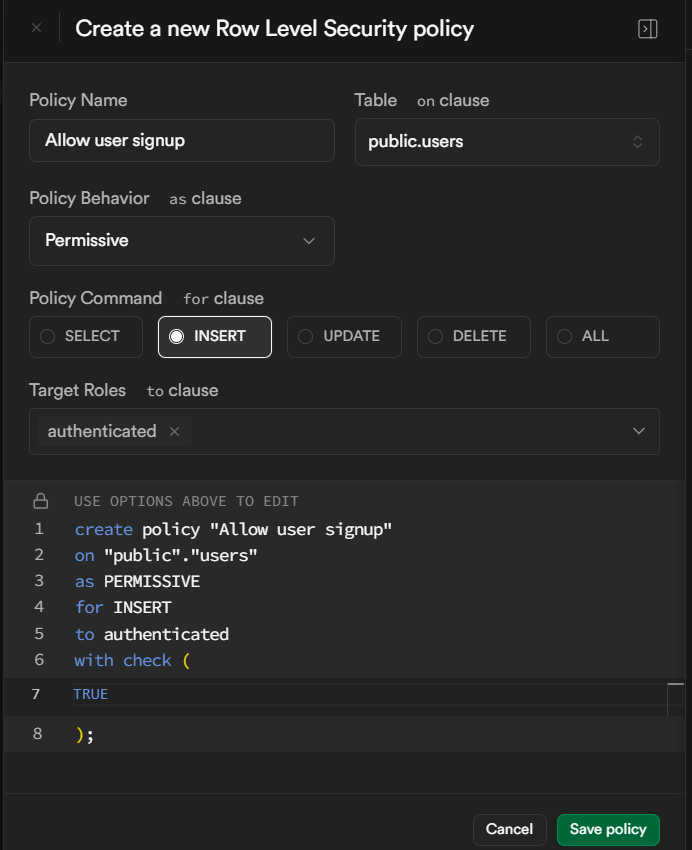 Create a new Row Level Security policy
Policy Name
Table on clause
Allow user signup
public.users
Policy Behavior as clause
Permissive
Policy Command for clause
SELECT INSERT UPDATE DELETE ALL
Target Roles to clause
authenticated
USE OPTIONS ABOVE TO EDIT
1 create policy "Allow user signup"
2 on "public"."users"
3 as PERMISSIVE
4 for INSERT
5 to authenticated
6 with check (
7 TRUE
8 );
Cancel Save policy